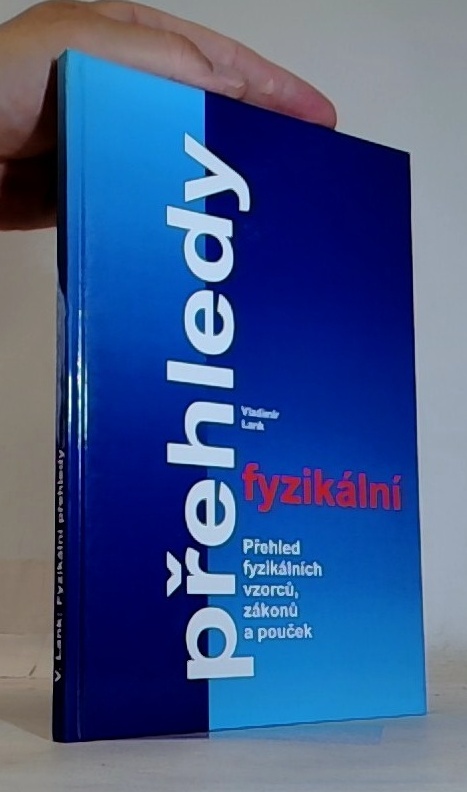 V. Lank: Fyzikální přehledy
přehledy
Vladimír
Lank
fyzikální
Přehled
fyzikálních
vzorců,
zákonů
a pouček